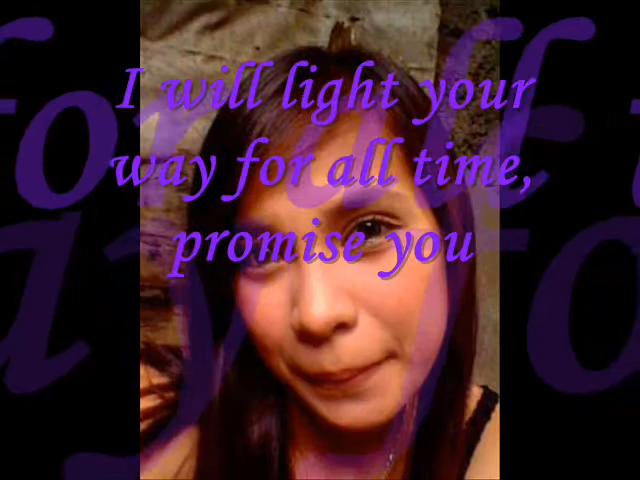 I will light your
way for all time,
promise you